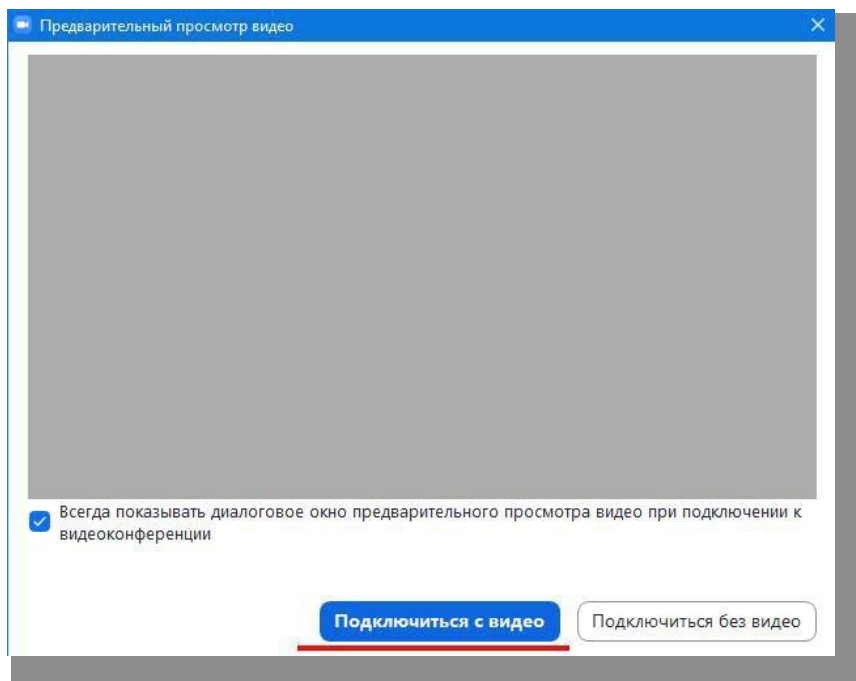 Предварительный просмотр видео
Всегда показывать диалоговое окно предварительного просмотра видео при подключении к
видеоконференции
Подключиться с видео
Подключиться без видео